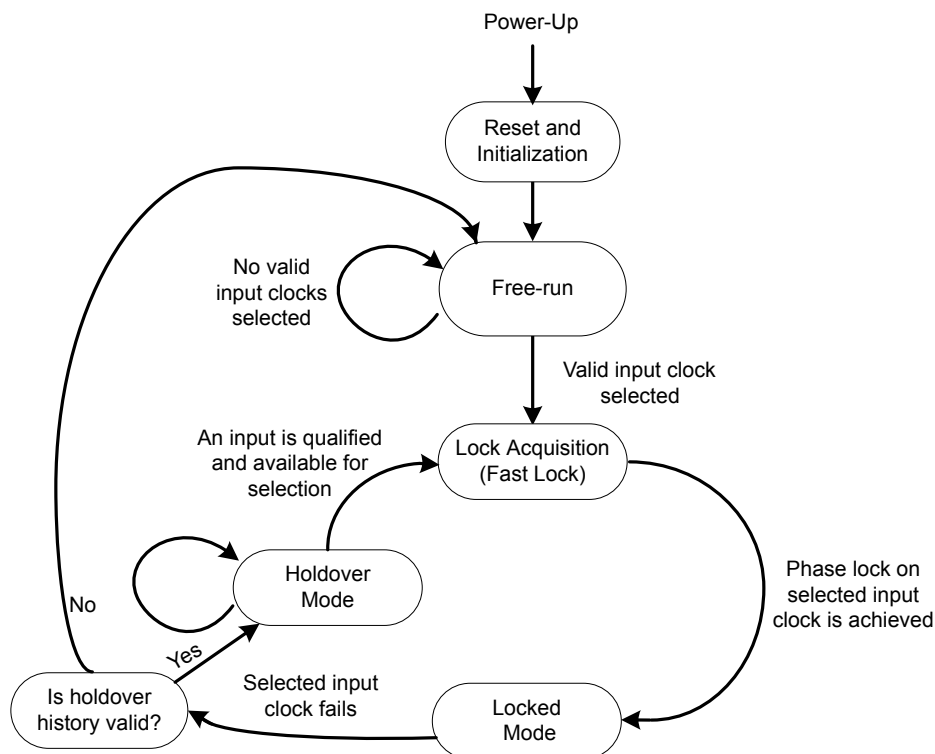 Power-Up
Reset and
Initialization
No valid
input clocks
selected
Free-run
Valid input clock
selected
An input is qualified
and available for
selection
Lock Acquisition
(Fast Lock)
Holdover
Mode
Phase lock on
selected input
clock is achieved
No
Yes
Is holdover
history valid?
Selected input
clock fails
Locked
Mode